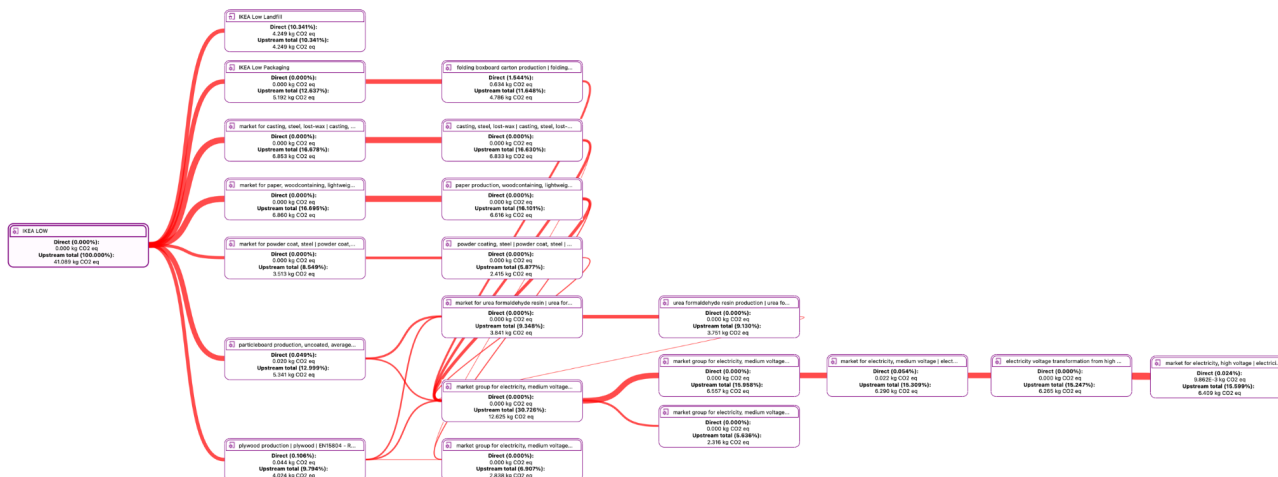 IKEA LOW
Direct (0.000%):
0.000 kg CO2 eq
Upstream total (100.000%):
41.089 kg CO2 eq
IKEA Low Landfill
Direct (10.341%):
4.249 kg CO2 eq
Upstream total (10.341%):
4.249 kg CO2 eq
IKEA Low Packaging
Direct (0.000%):
0.000 kg CO2 eq
Upstream total (12.637%):
5.192 kg CO2 eq
market for casting, steel, lost-wax | casting, ...
Direct (0.000%):
0.000 kg CO2 eq
Upstream total (16.678%):
6.853 kg CO2 eq
market for paper, woodcontaining, lightweig...
Direct (0.000%):
0.000 kg CO2 eq
Upstream total (16.695%):
6.860 kg CO2 eq
market for powder coat, steel | powder coat,...
Direct (0.000%):
0.000 kg CO2 eq
Upstream total (8.549%):
3.513 kg CO2 eq
particleboard production, uncoated, average...
Direct (0.049%):
0.020 kg CO2 eq
Upstream total (12.999%):
5.341 kg CO2 eq
plywood production | plywood | EN15804 - R...
Direct (0.106%):
0.044 kg CO2 eq
Upstream total (9.794%):
4.024 kg CO2 eq
folding boxboard carton production | folding...
Direct (1.544%):
0.634 kg CO2 eq
Upstream total (11.648%):
4.786 kg CO2 eq
casting, steel, lost-wax | casting, steel, lost-...
Direct (0.000%):
0.000 kg CO2 eq
Upstream total (16.630%):
6.833 kg CO2 eq
paper production, woodcontaining, lightweig...
Direct (0.000%):
0.000 kg CO2 eq
Upstream total (16.101%):
6.616 kg CO2 eq
powder coating, steel | powder coat, steel | ...
Direct (0.000%):
0.000 kg CO2 eq
Upstream total (5.877%):
2.415 kg CO2 eq
market for urea formaldehyde resin | urea for...
Direct (0.000%):
0.000 kg CO2 eq
Upstream total (9.348%):
3.841 kg CO2 eq
market group for electricity, medium voltage...
Direct (0.000%):
0.000 kg CO2 eq
Upstream total (30.726%):
12.625 kg CO2 eq
market group for electricity, medium voltage...
Direct (0.000%):
0.000 kg CO2 eq
Upstream total (6.907%):
2.838 kg CO2 eq
urea formaldehyde resin production | urea fo...
Direct (0.000%):
0.000 kg CO2 eq
Upstream total (9.130%):
3.751 kg CO2 eq
market group for electricity, medium voltage...
Direct (0.000%):
0.000 kg CO2 eq
Upstream total (15.958%):
6.557 kg CO2 eq
market group for electricity, medium voltage...
Direct (0.000%):
0.000 kg CO2 eq
Upstream total (5.636%):
2.316 kg CO2 eq
market for electricity, medium voltage | elect...
Direct (0.054%):
0.022 kg CO2 eq
Upstream total (15.309%):
6.290 kg CO2 eq
electricity voltage transformation from high ...
Direct (0.000%):
0.000 kg CO2 eq
Upstream total (15.247%):
6.265 kg CO2 eq
market for electricity, high voltage | electrici
Direct (0.024%):
9.862E-3 kg CO2 eq
Upstream total (15.599%):
6.409 kg CO2 eq